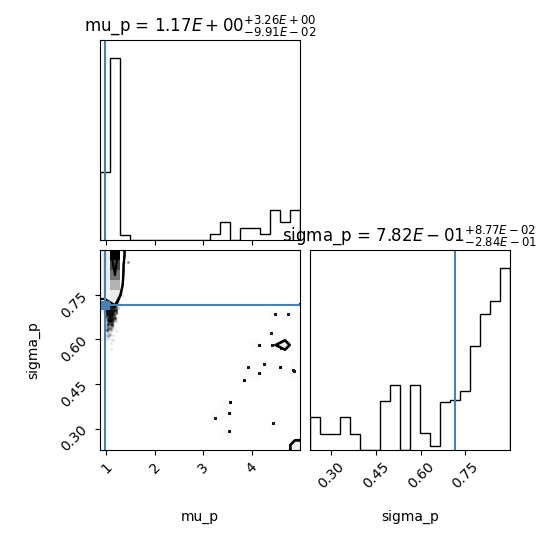 mu_p = 1.17E + 00 +3.26E+00 −9.91E−02
sigma_p = 7.82E − 01 +8.77E−02 −2.84E−01
sigma_p
0.75
0.60
0.45
0.30
1 2 3 4
0.30 0.45 0.60 0.75
mu_p
sigma_p